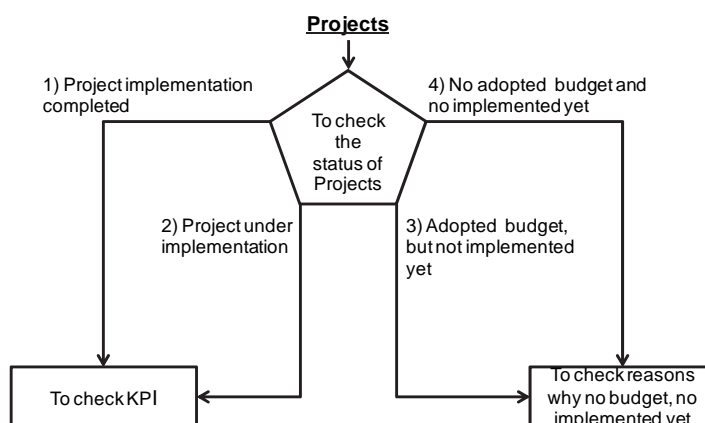 Projects
1) Project implementation
completed
4) No adopted budget and
no implemented yet
To check
the
status of
Projects
2) Project under
implementation
3) Adopted budget,
but not implemented
yet
To check KPI
To check reasons
why no budget, no
implemented yet